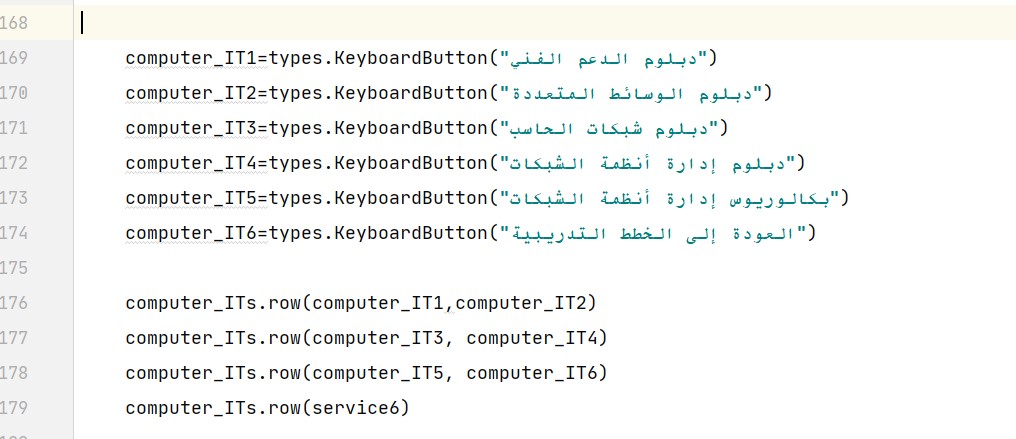 168
169 computer_IT1=types.KeyboardButton("دبلوم الدعم الفني")
170 computer_IT2=types.KeyboardButton("دبلوم الوسائط المتعددة")
171 computer_IT3=types.KeyboardButton("دبلوم شبكات الحاسب")
172 computer_IT4=types.KeyboardButton("دبلوم إدارة أنظمة الشبكات")
173 computer_IT5=types.KeyboardButton("بكالوريوس إدارة أنظمة الشبكات")
174 computer_IT6=types.KeyboardButton("العودة إلى الخطط التدريبية")
175
176 computer_ITs.row(computer_IT1,computer_IT2)
177 computer_ITs.row(computer_IT3, computer_IT4)
178 computer_ITs.row(computer_IT5, computer_IT6)
179 computer_ITs.row(service6)